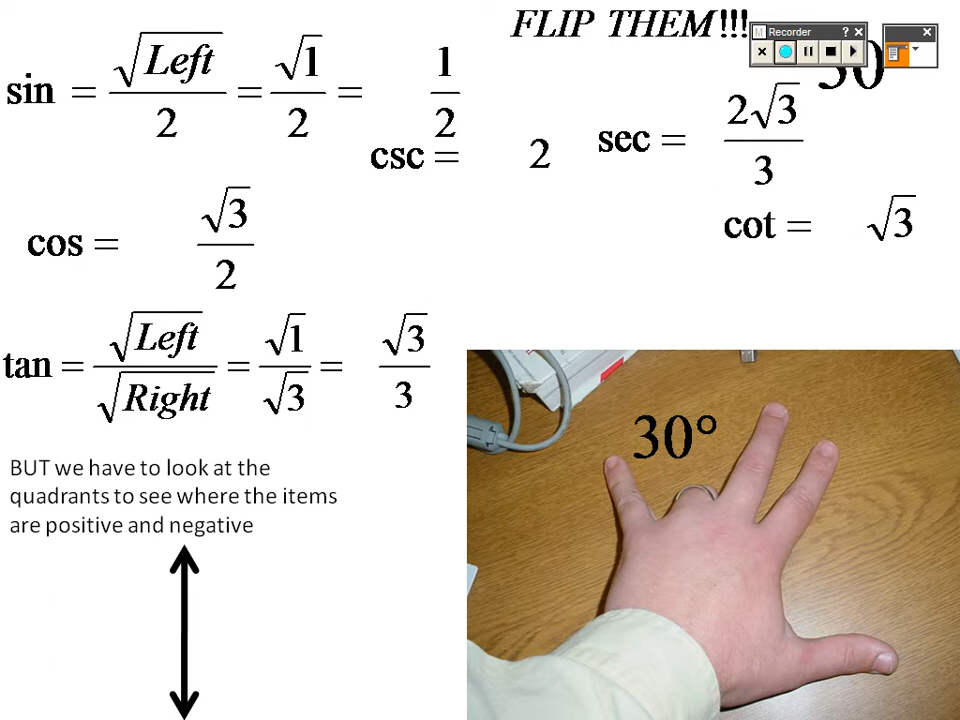 FLIP THEM!!!
Recorder ? ×
30
sin = √Left / 2 = √1 / 2 = 1 / 2
csc = 2
sec = 2√3 / 3
cos = √3 / 2
cot = √3
tan = √Left / √Right = √1 / √3 = √3 / 3
30°
BUT we have to look at the
quadrants to see where the items
are positive and negative